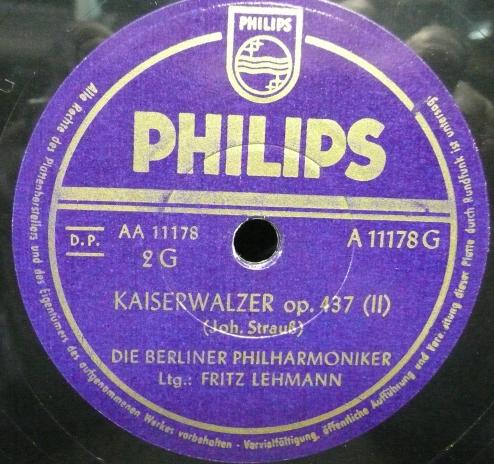 PHILIPS
PHILIPS
D.P.
AA 11178
2 G
A 11178 G
KAISERWALZER op. 437 (II)
(Joh. Strauß)
DIE BERLINER PHILHARMONIKER
Ltg.: FRITZ LEHMANN
Alle Rechte des Plattenherstellers und des Eigentümers des aufgenommenen Werkes vorbehalten - Vervielfältigung, öffentliche Aufführung und Verbreitung dieser Platte durch Rundfunk ist untersagt